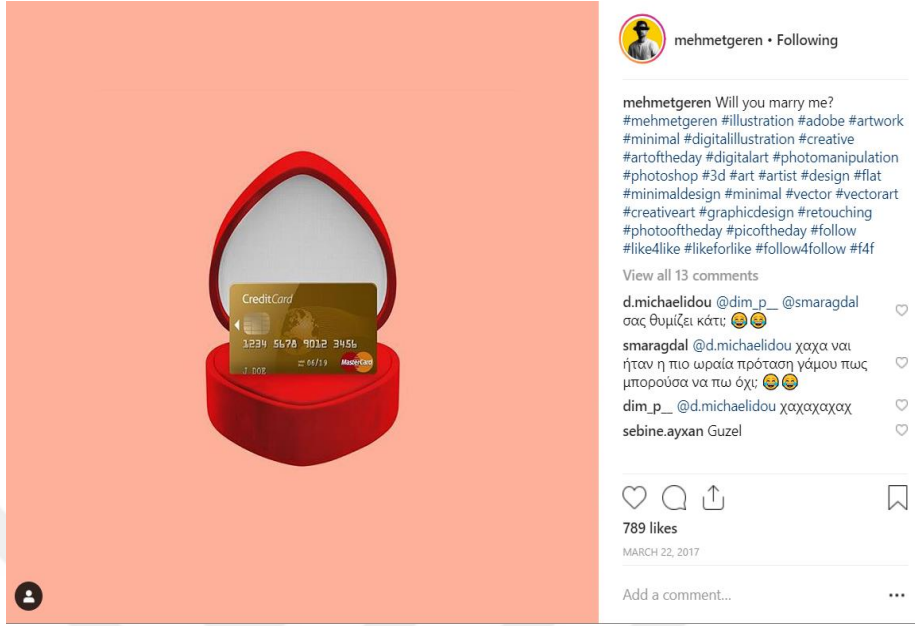 CreditCard
1234 5678 9012 3456
06/19
MasterCard
J DOE
mehmetgeren • Following
mehmetgeren Will you marry me?
#mehmetgeren #illustration #adobe #artwork
#minimal #digitalillustration #creative
#artoftheday #digitalart #photomanipulation
#photoshop #3d #art #artist #design #flat
#minimaldesign #minimal #vector #vectorart
#creativeart #graphicdesign #retouching
#photooftheday #picoftheday #follow
#like4like #likeforlike #follow4follow #f4f
View all 13 comments
d.michaelidou @dim_p__ @smaragdal
σας θυμίζει κάτι; 😂😂
smaragdal @d.michaelidou χαχα ναι
ήταν η πιο ωραία πρόταση γάμου πως
μπορούσα να πω όχι; 😂😂
dim_p__ @d.michaelidou χαχαχαχαχ
sebine.ayxan Guzel
789 likes
MARCH 22, 2017
Add a comment...